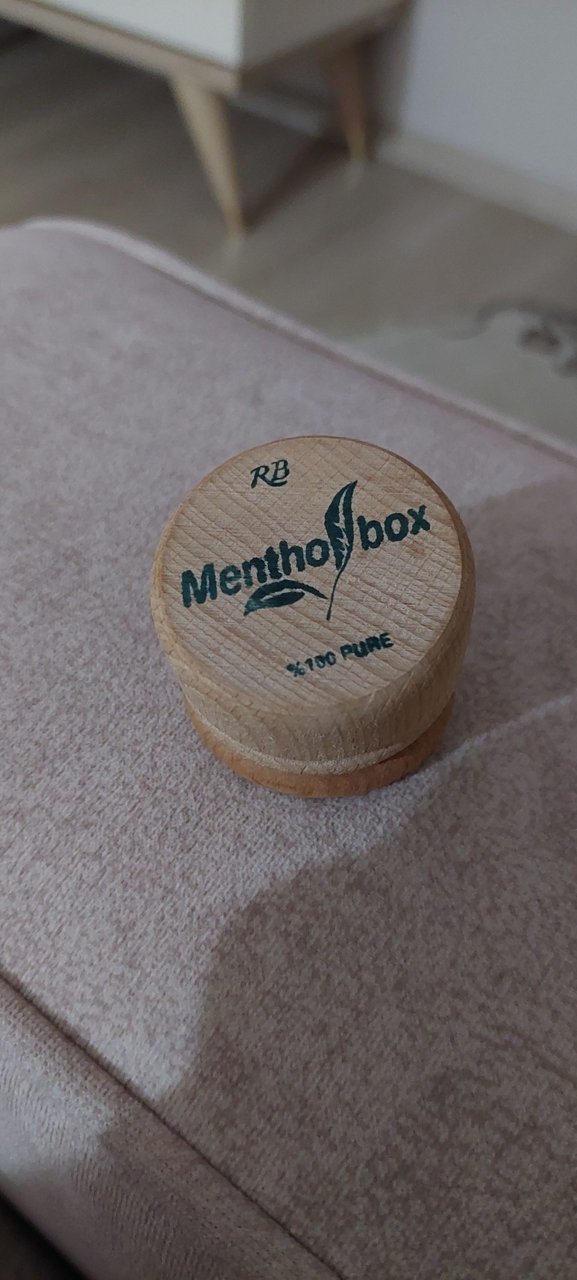 RB
Menthol box
%100 PURE